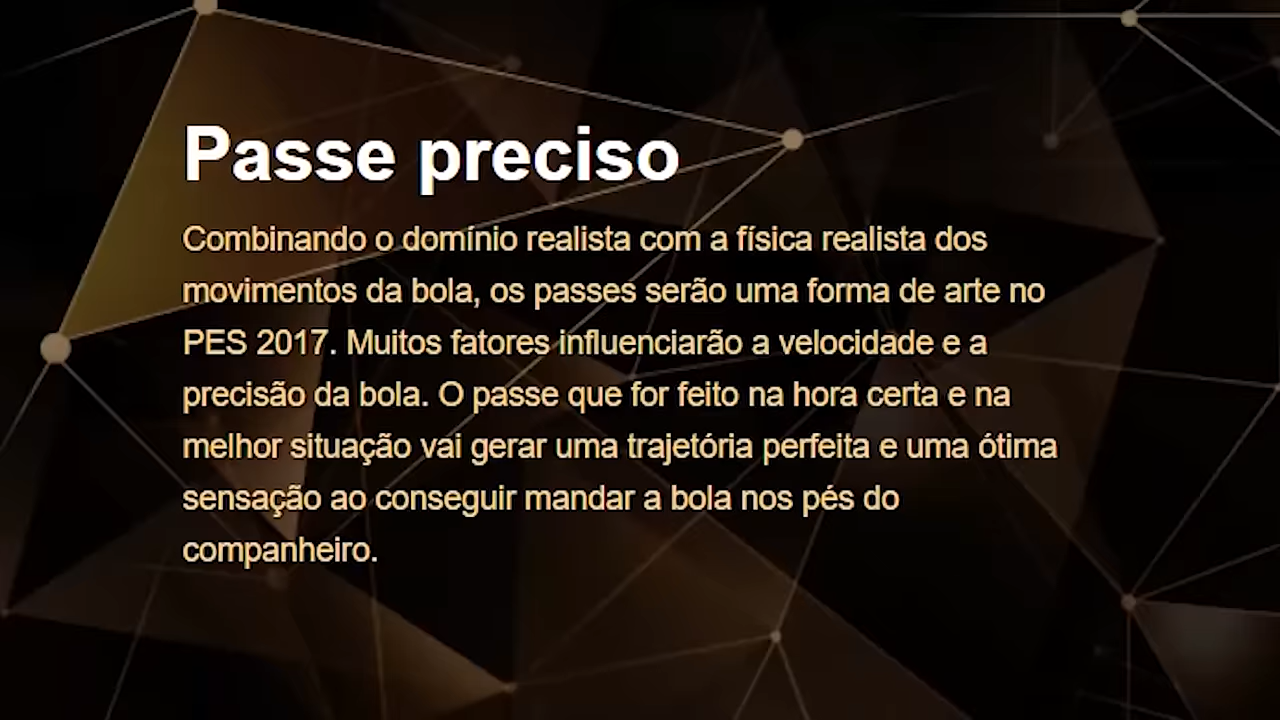 Passe preciso
Combinando o domínio realista com a física realista dos
movimentos da bola, os passes serão uma forma de arte no
PES 2017. Muitos fatores influenciarão a velocidade e a
precisão da bola. O passe que for feito na hora certa e na
melhor situação vai gerar uma trajetória perfeita e uma ótima
sensação ao conseguir mandar a bola nos pés do
companheiro.